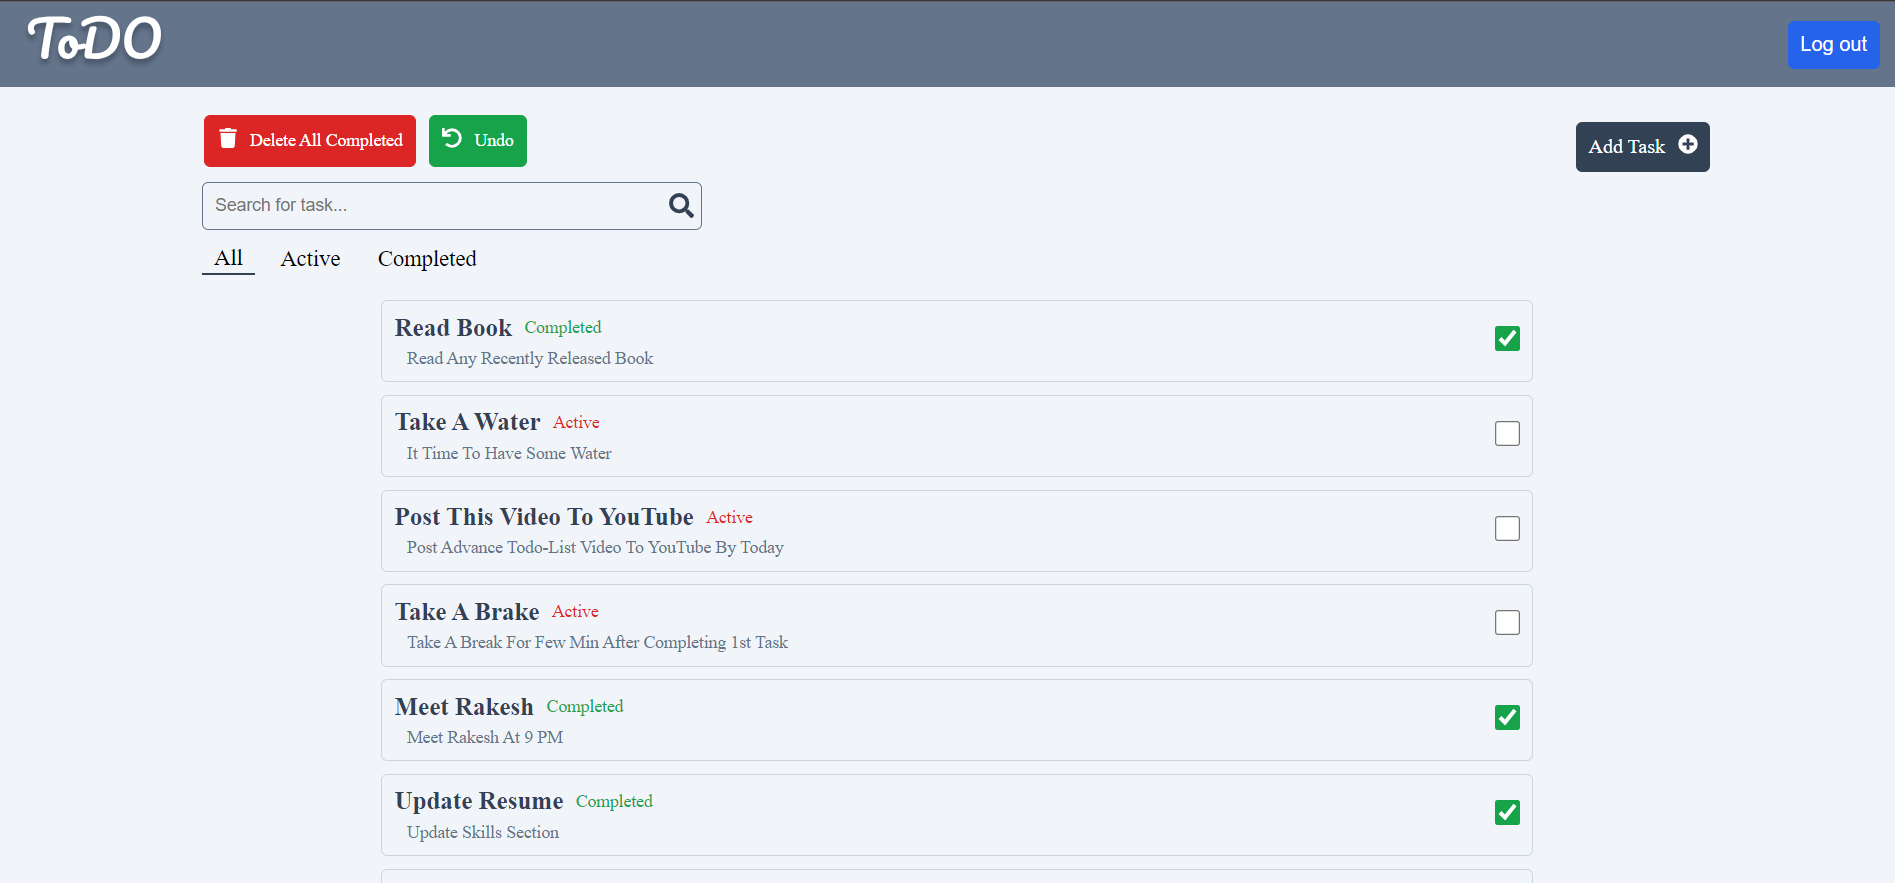 ToDO
Log out
Delete All Completed
Undo
Add Task
Search for task...
All
Active
Completed
Read Book Completed
Read Any Recently Released Book
Take A Water Active
It Time To Have Some Water
Post This Video To YouTube Active
Post Advance Todo-List Video To YouTube By Today
Take A Brake Active
Take A Break For Few Min After Completing 1st Task
Meet Rakesh Completed
Meet Rakesh At 9 PM
Update Resume Completed
Update Skills Section